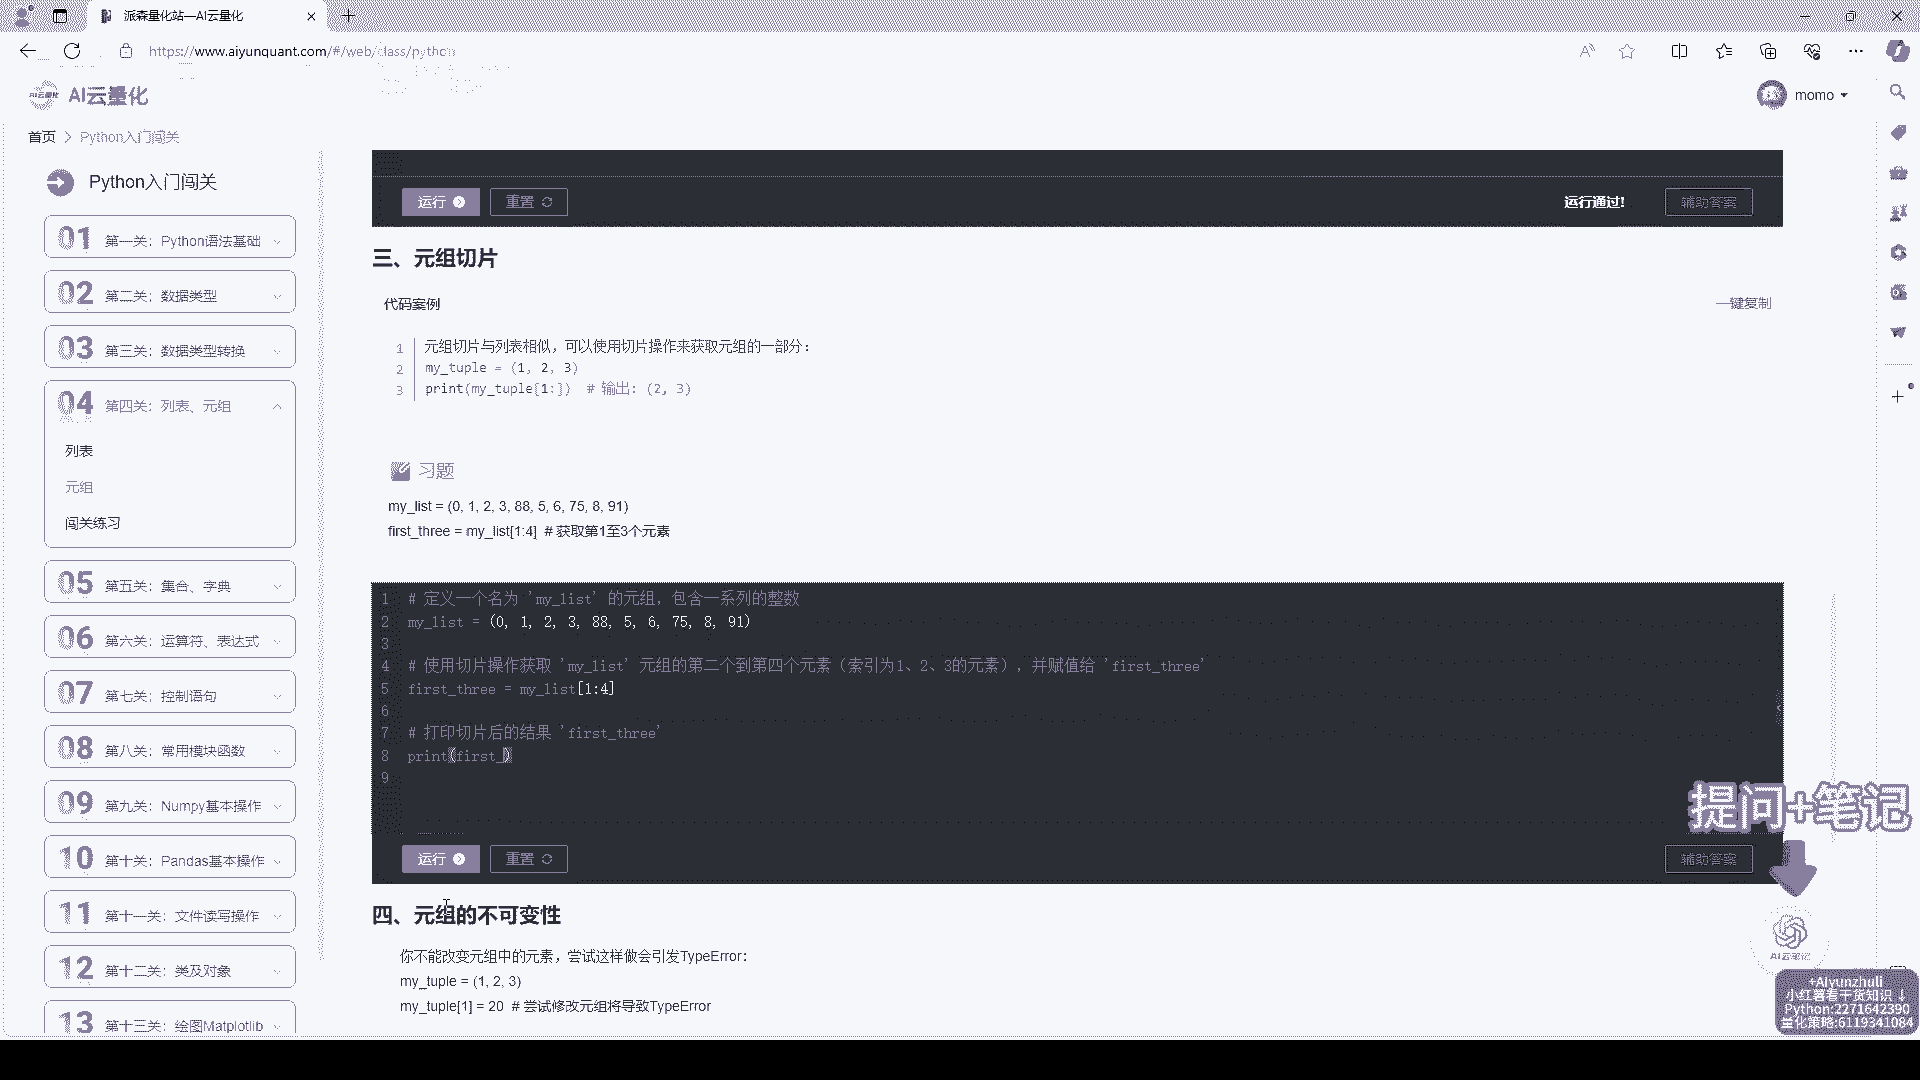 派森量化站—AI云量化
https://www.aiyunquant.com/#/web/class/python
AI云量化
momo
首页 > Python入门闯关
Python入门闯关
01 第一关：Python语法基础
02 第二关：数据类型
03 第三关：数据类型转换
04 第四关：列表、元组
列表
元组
闯关练习
05 第五关：集合、字典
06 第六关：运算符、表达式
07 第七关：控制语句
08 第八关：常用模块函数
09 第九关：Numpy基本操作
10 第十关：Pandas基本操作
11 第十一关：文件读写操作
12 第十二关：类及对象
13 第十三关：绘图Matplotlib
运行 重置 运行通过! 辅助答案
三、元组切片
代码案例 一键复制
1 元组切片与列表相似，可以使用切片操作来获取元组的一部分：
2 my_tuple = (1, 2, 3)
3 print(my_tuple[1:]) # 输出: (2, 3)
习题
my_list = (0, 1, 2, 3, 88, 5, 6, 75, 8, 91)
first_three = my_list[1:4] # 获取第1至3个元素
1 # 定义一个名为 'my_list' 的元组，包含一系列的整数
2 my_list = (0, 1, 2, 3, 88, 5, 6, 75, 8, 91)
3
4 # 使用切片操作获取 'my_list' 元组的第二个到第四个元素（索引为1、2、3的元素），并赋值给 'first_three'
5 first_three = my_list[1:4]
6
7 # 打印切片后的结果 'first_three'
8 print(first_)
9
运行 重置 辅助答案
四、元组的不可变性
你不能改变元组中的元素，尝试这样做会引发TypeError：
my_tuple = (1, 2, 3)
my_tuple[1] = 20 # 尝试修改元组将导致TypeError
提问+笔记
AI云笔记
+Aiyunzhuli
小红薯看干货知识 ↓
Python:2271642390
量化策略:6119341084